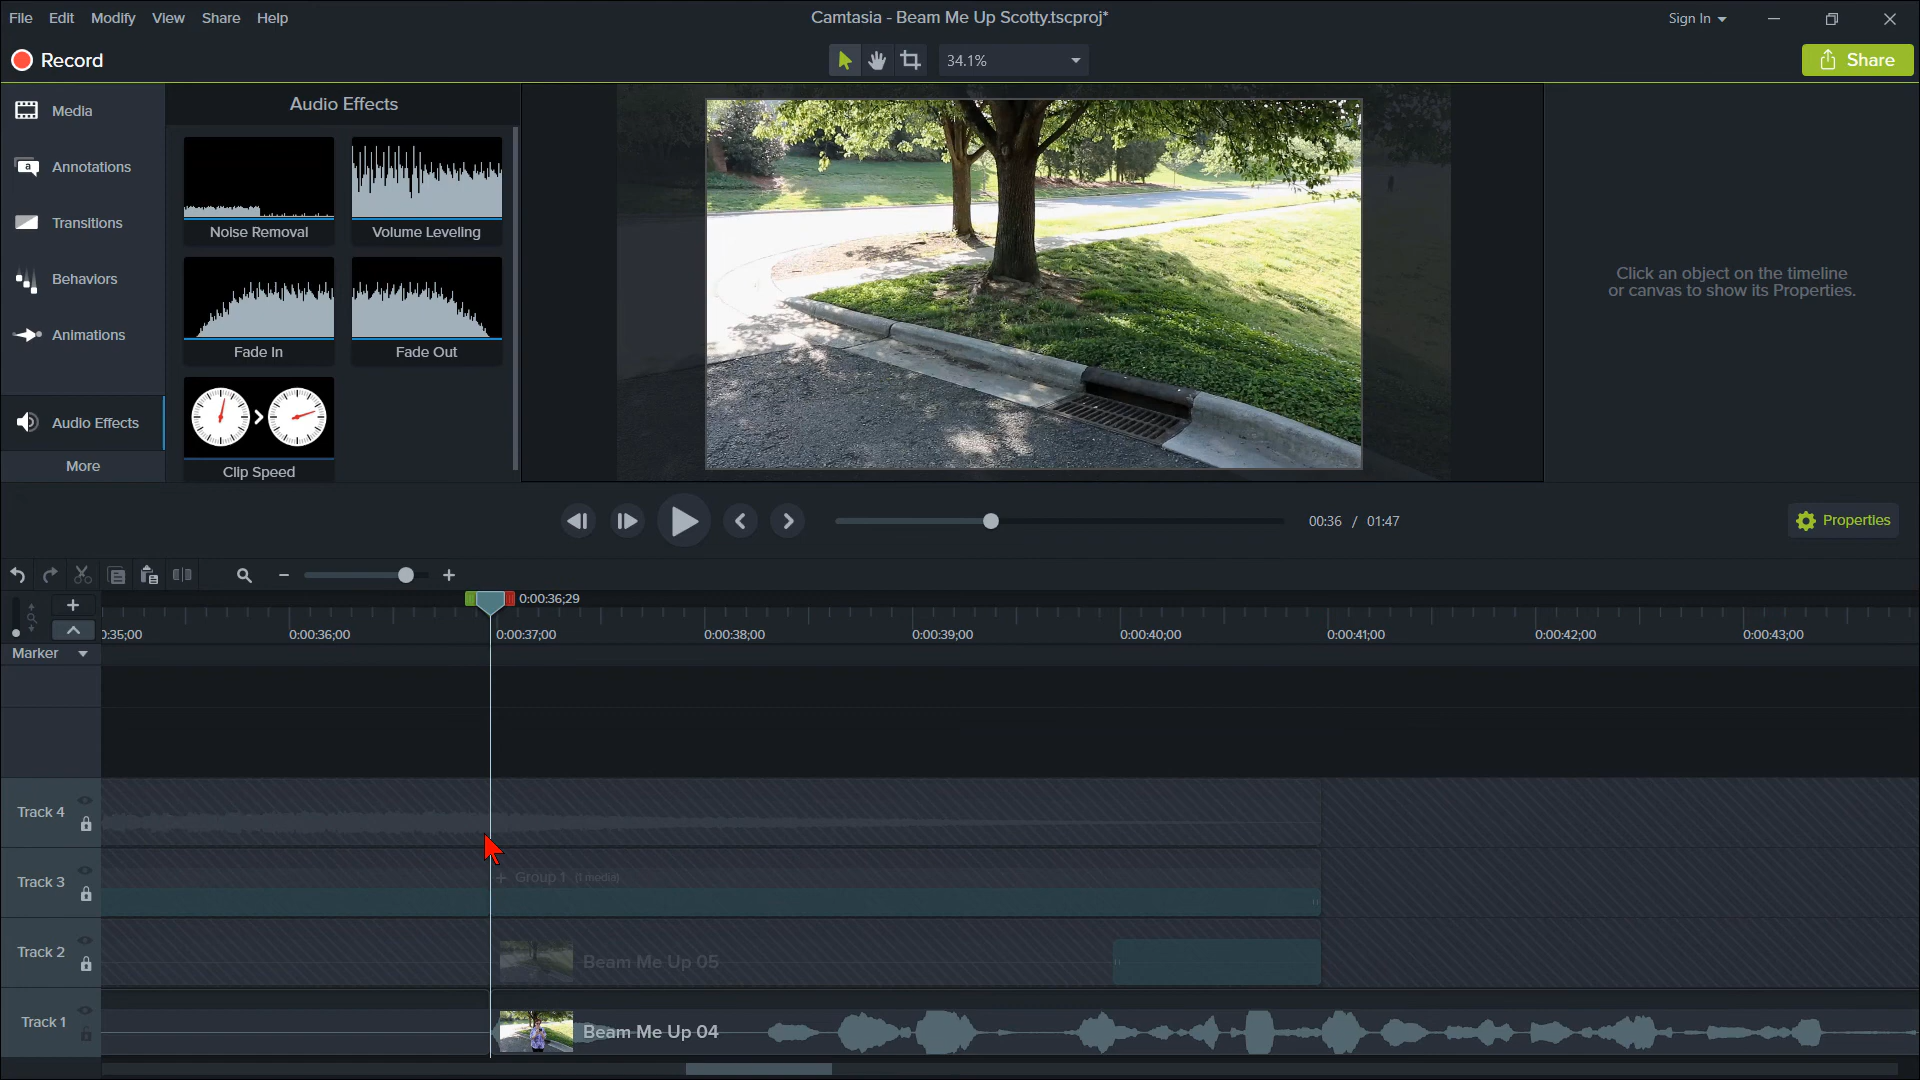 File Edit Modify View Share Help
Camtasia - Beam Me Up Scotty.tscproj*
Sign In
Record
34.1%
Share
Media
Annotations
Transitions
Behaviors
Animations
Audio Effects
More
Audio Effects
Noise Removal
Volume Leveling
Fade In
Fade Out
Clip Speed
Click an object on the timeline
or canvas to show its Properties.
00:36 / 01:47
Properties
0:00:36;29
0:35;00
0:00:36;00
0:00:37;00
0:00:38;00
0:00:39;00
0:00:40;00
0:00:41;00
0:00:42;00
0:00:43;00
Marker
Track 4
Track 3
+ Group 1 (1 media)
Track 2
Beam Me Up 05
Track 1
Beam Me Up 04